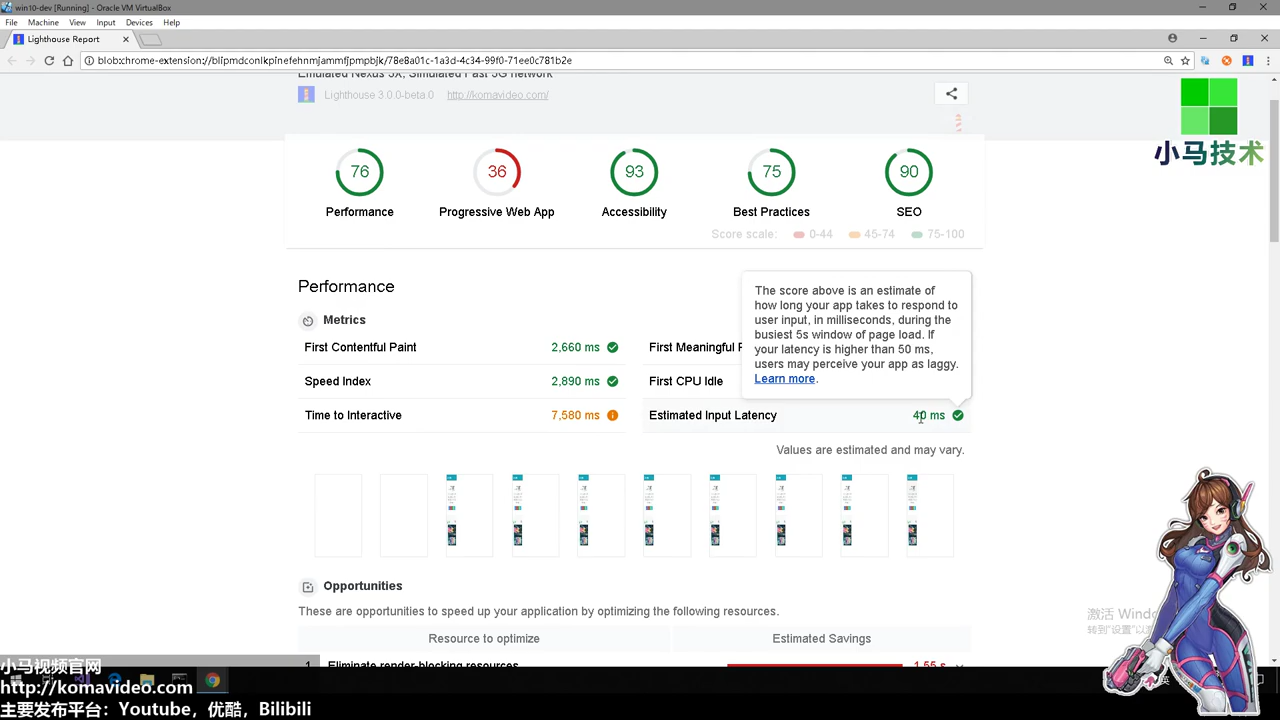 win10-dev [Running] - Oracle VM VirtualBox
File Machine View Input Devices Help
Lighthouse Report
blob:chrome-extension://blipmdconlkpinefehnmjammfjpmpbjk/78e8a01c-1a3d-4c34-99f0-71ee0c781b2e
Emulated Nexus 5X, Simulated Fast 3G network
Lighthouse 3.0.0-beta.0 http://komavideo.com/
小马技术
76 36 93 75 90
Performance Progressive Web App Accessibility Best Practices SEO
Score scale: 0-44 45-74 75-100
Performance
Metrics
The score above is an estimate of
how long your app takes to respond to
user input, in milliseconds, during the
busiest 5s window of page load. If
your latency is higher than 50 ms,
users may perceive your app as laggy.
Learn more.
First Contentful Paint 2,660 ms First Meaningful
Speed Index 2,890 ms First CPU Idle
Time to Interactive 7,580 ms Estimated Input Latency 40 ms
Values are estimated and may vary.
Opportunities
These are opportunities to speed up your application by optimizing the following resources.
Resource to optimize Estimated Savings
1 Eliminate render-blocking resources 1.55 s
激活 Windo
转到"设置"以
小马视频官网
http://komavideo.com
主要发布平台：Youtube，优酷，Bilibili
英